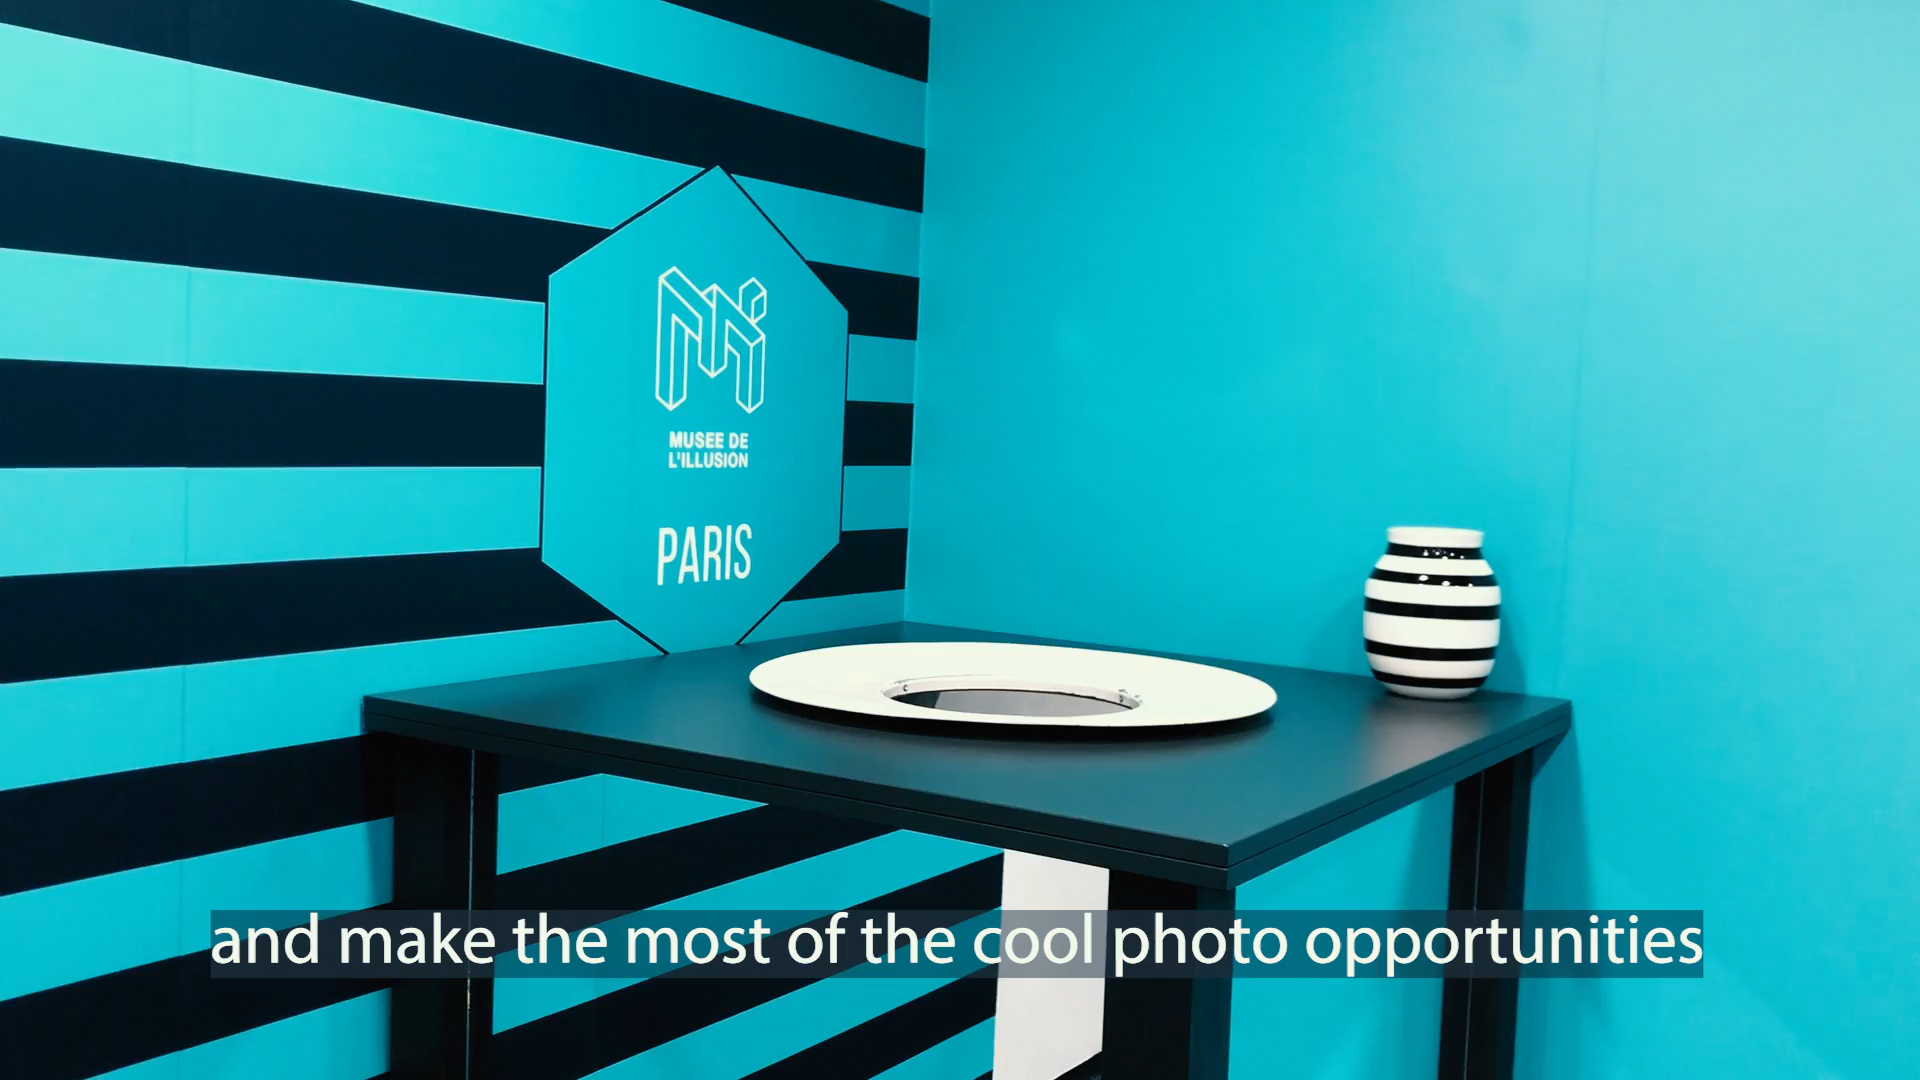 MUSEE DE
L'ILLUSION
PARIS
and make the most of the cool photo opportunities